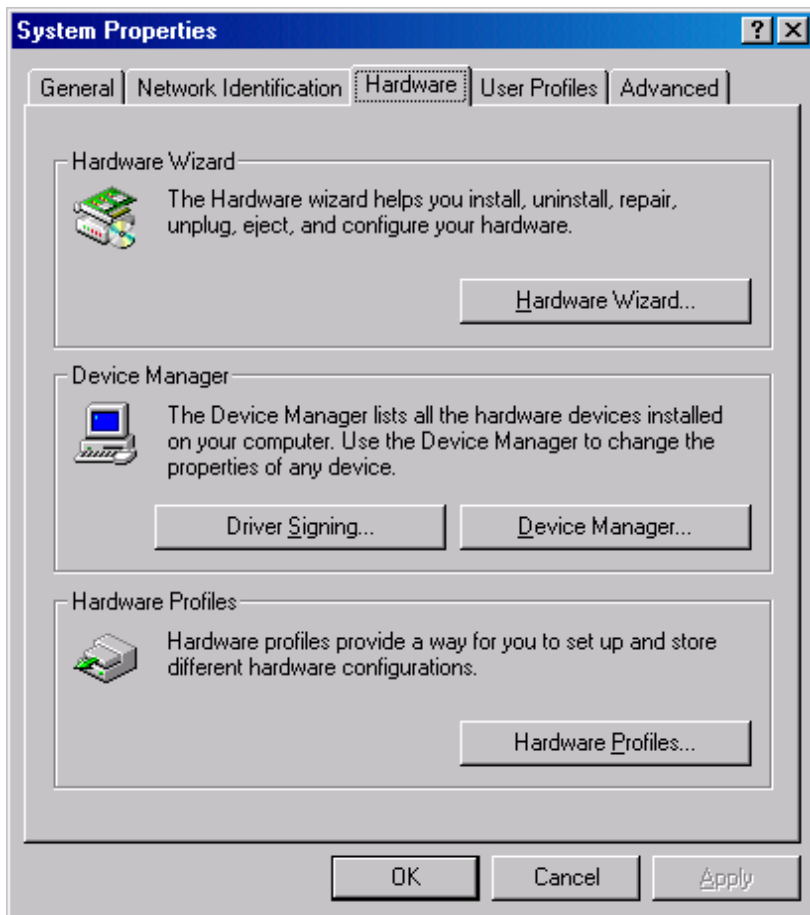 System Properties
General Network Identification Hardware User Profiles Advanced
Hardware Wizard
The Hardware wizard helps you install, uninstall, repair,
unplug, eject, and configure your hardware.
Hardware Wizard...
Device Manager
The Device Manager lists all the hardware devices installed
on your computer. Use the Device Manager to change the
properties of any device.
Driver Signing... Device Manager...
Hardware Profiles
Hardware profiles provide a way for you to set up and store
different hardware configurations.
Hardware Profiles...
OK Cancel Apply